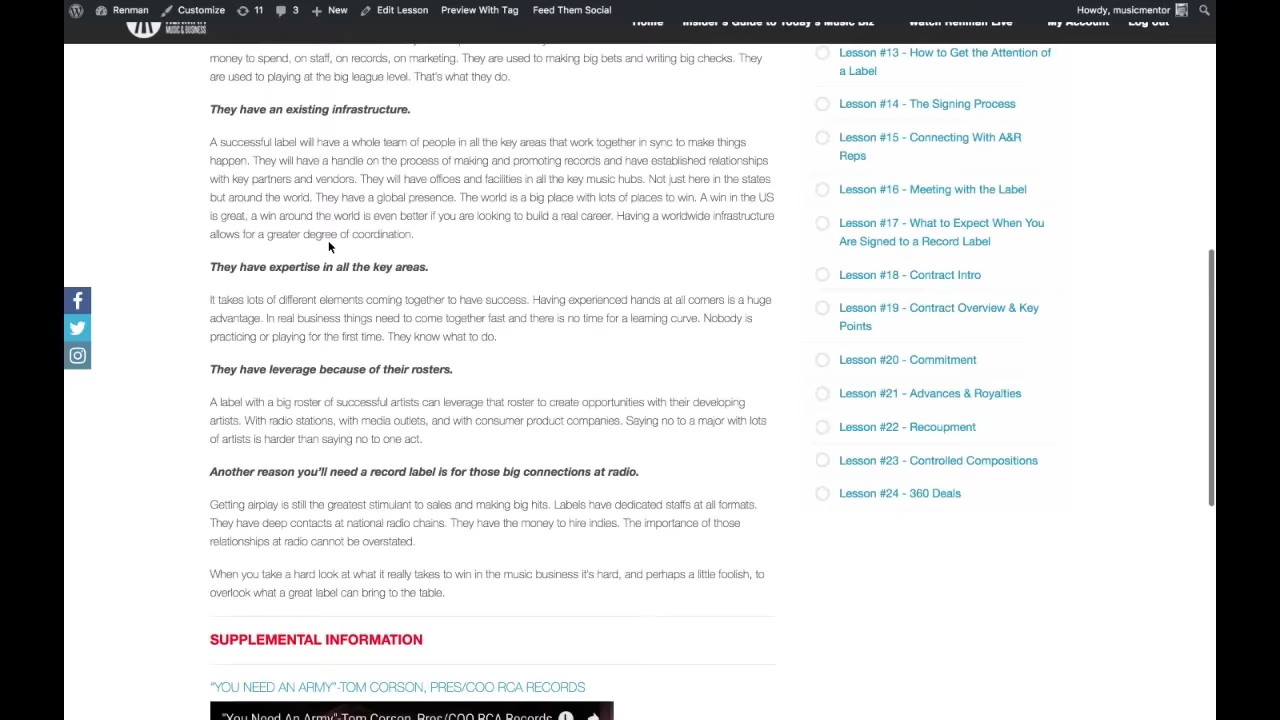 Renman
Customize
11
3
New
Edit Lesson
Preview With Tag
Feed Them Social
Howdy, musicmentor
MUSIC & BUSINESS
Home
Insider's Guide to Today's Music Biz
Watch Renman Live
My Account
Log out
money to spend, on staff, on records, on marketing. They are used to making big bets and writing big checks. They
are used to playing at the big league level. That's what they do.
They have an existing infrastructure.
A successful label will have a whole team of people in all the key areas that work together in sync to make things
happen. They will have a handle on the process of making and promoting records and have established relationships
with key partners and vendors. They will have offices and facilities in all the key music hubs. Not just here in the states
but around the world. They have a global presence. The world is a big place with lots of places to win. A win in the US
is great, a win around the world is even better if you are looking to build a real career. Having a worldwide infrastructure
allows for a greater degree of coordination.
They have expertise in all the key areas.
It takes lots of different elements coming together to have success. Having experienced hands at all corners is a huge
advantage. In real business things need to come together fast and there is no time for a learning curve. Nobody is
practicing or playing for the first time. They know what to do.
They have leverage because of their rosters.
A label with a big roster of successful artists can leverage that roster to create opportunities with their developing
artists. With radio stations, with media outlets, and with consumer product companies. Saying no to a major with lots
of artists is harder than saying no to one act.
Another reason you'll need a record label is for those big connections at radio.
Getting airplay is still the greatest stimulant to sales and making big hits. Labels have dedicated staffs at all formats.
They have deep contacts at national radio chains. They have the money to hire indies. The importance of those
relationships at radio cannot be overstated.
When you take a hard look at what it really takes to win in the music business it's hard, and perhaps a little foolish, to
overlook what a great label can bring to the table.
SUPPLEMENTAL INFORMATION
"YOU NEED AN ARMY"-TOM CORSON, PRES/COO RCA RECORDS
"You Need An Army"-Tom Corson, Pres/COO RCA Records
Lesson #13 - How to Get the Attention of
a Label
Lesson #14 - The Signing Process
Lesson #15 - Connecting With A&R
Reps
Lesson #16 - Meeting with the Label
Lesson #17 - What to Expect When You
Are Signed to a Record Label
Lesson #18 - Contract Intro
Lesson #19 - Contract Overview & Key
Points
Lesson #20 - Commitment
Lesson #21 - Advances & Royalties
Lesson #22 - Recoupment
Lesson #23 - Controlled Compositions
Lesson #24 - 360 Deals